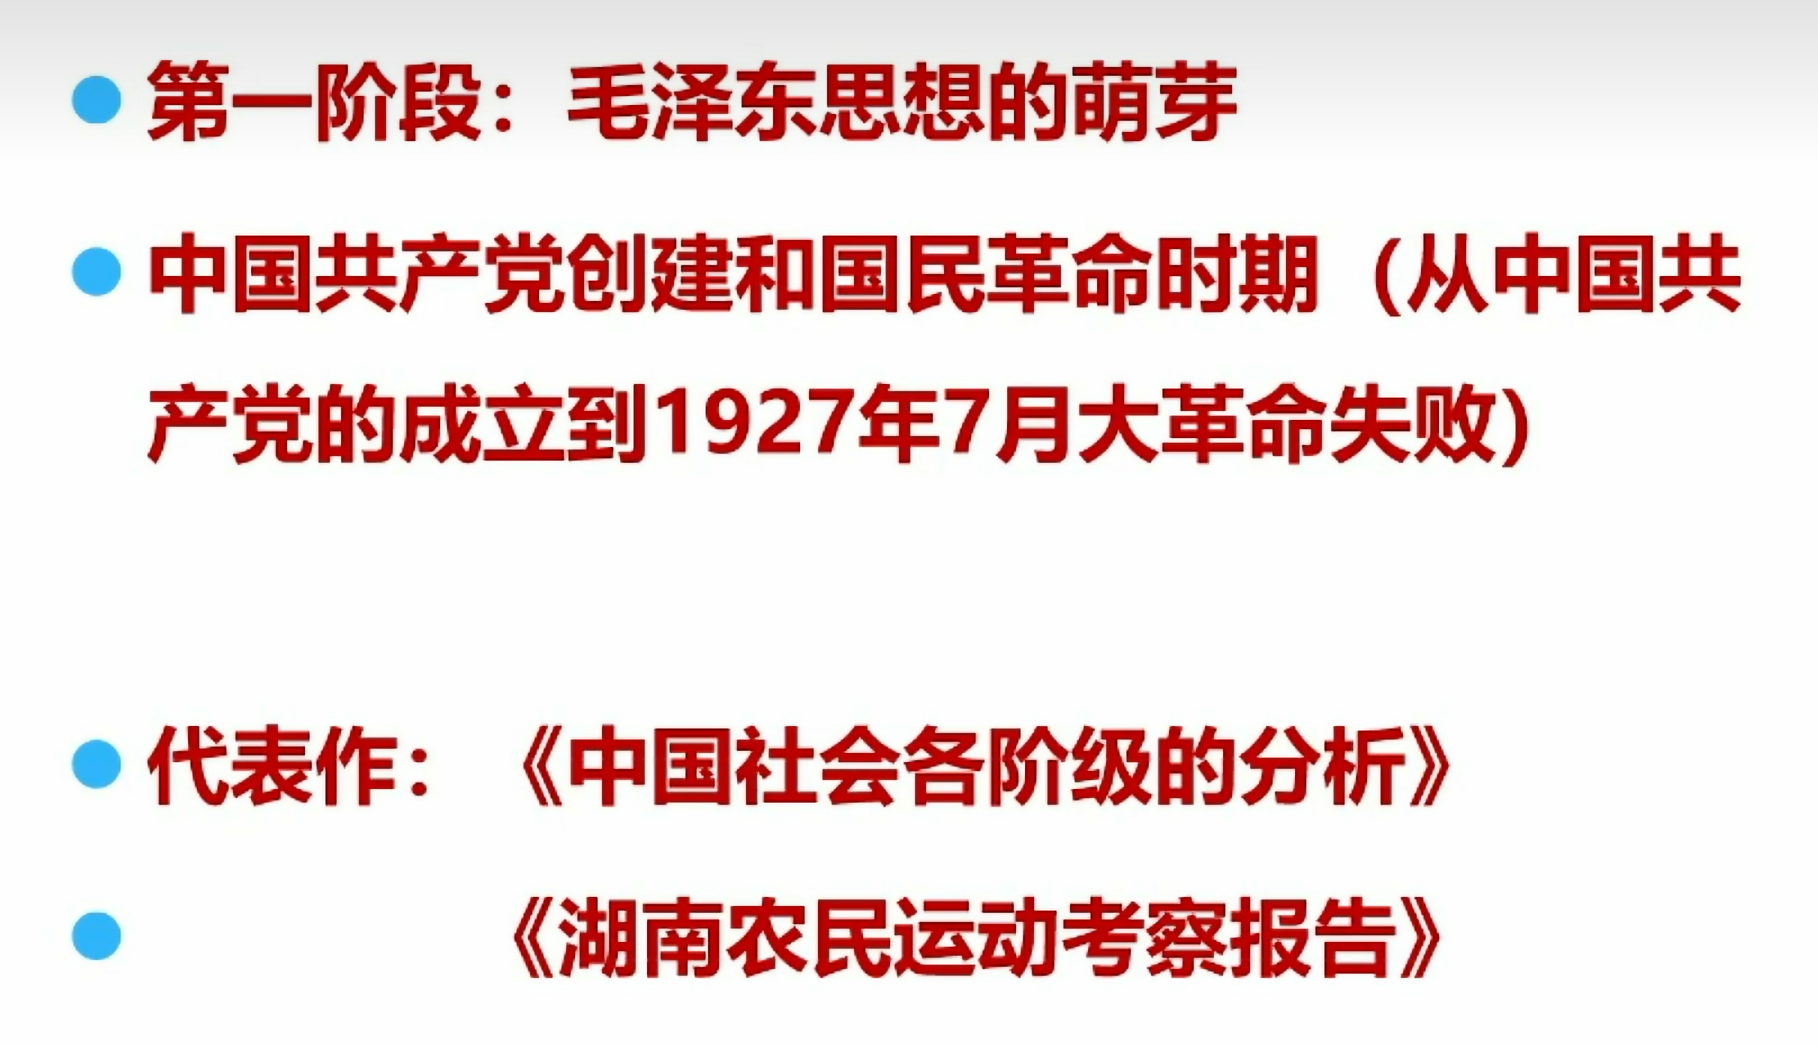 第一阶段：毛泽东思想的萌芽
中国共产党创建和国民革命时期（从中国共
产党的成立到1927年7月大革命失败）
代表作：《中国社会各阶级的分析》
《湖南农民运动考察报告》